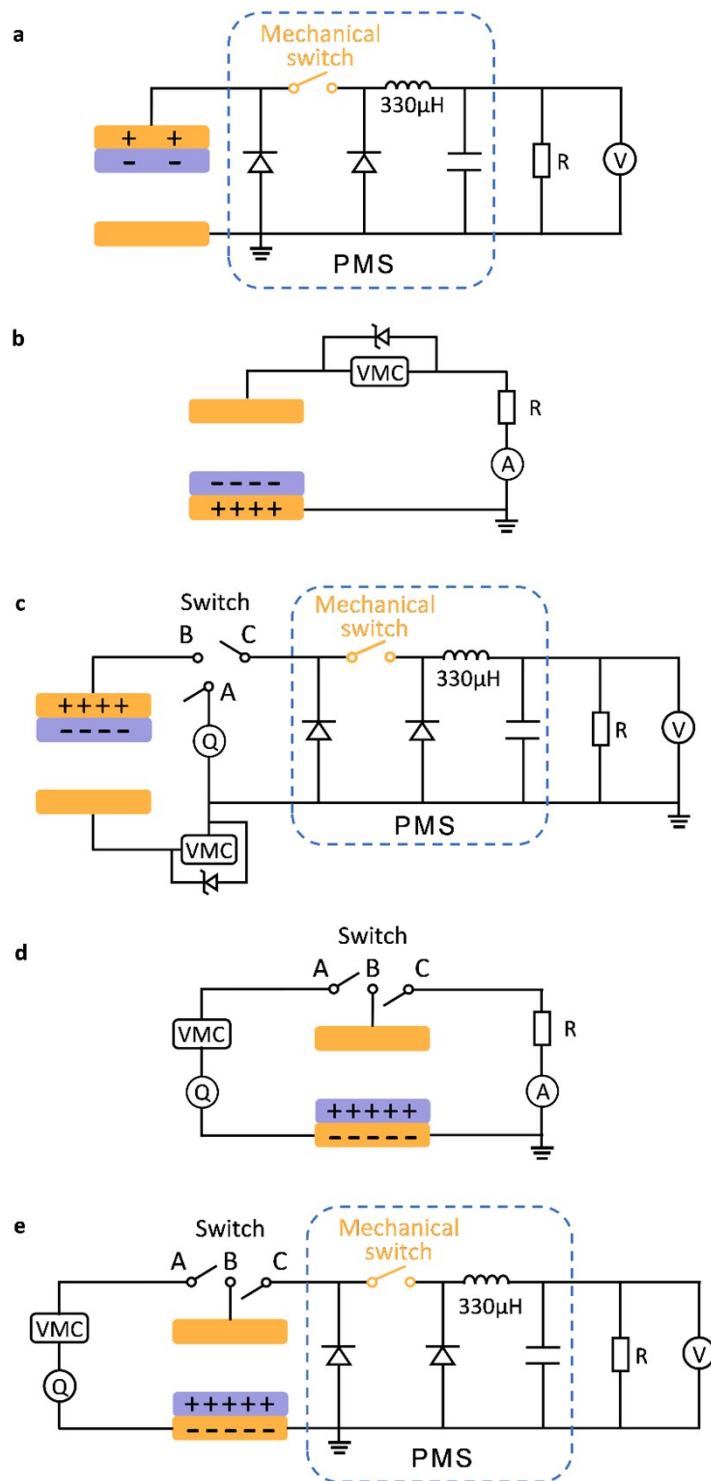 a
Mechanical
switch
+ +
- -
330μH
R
V
PMS
b
VMC
R
A
- - - -
++++
c
Switch
Mechanical
switch
B
C
A
++++
- - - -
Q
330μH
R
V
VMC
PMS
d
Switch
A B C
VMC
R
Q
A
+++++
- - - - -
e
Switch
Mechanical
switch
A B C
330μH
VMC
R
V
Q
+++++
- - - - -
PMS